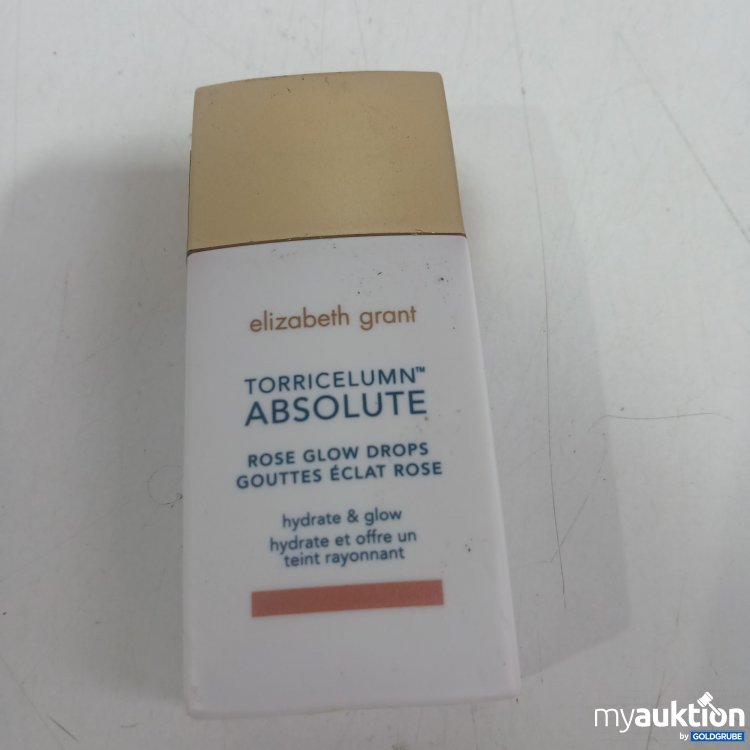 elizabeth grant
TORRICELUMN™
ABSOLUTE
ROSE GLOW DROPS
GOUTTES ÉCLAT ROSE
hydrate & glow
hydrate et offre un
teint rayonnant
myauktion
by GOLDGRUBE